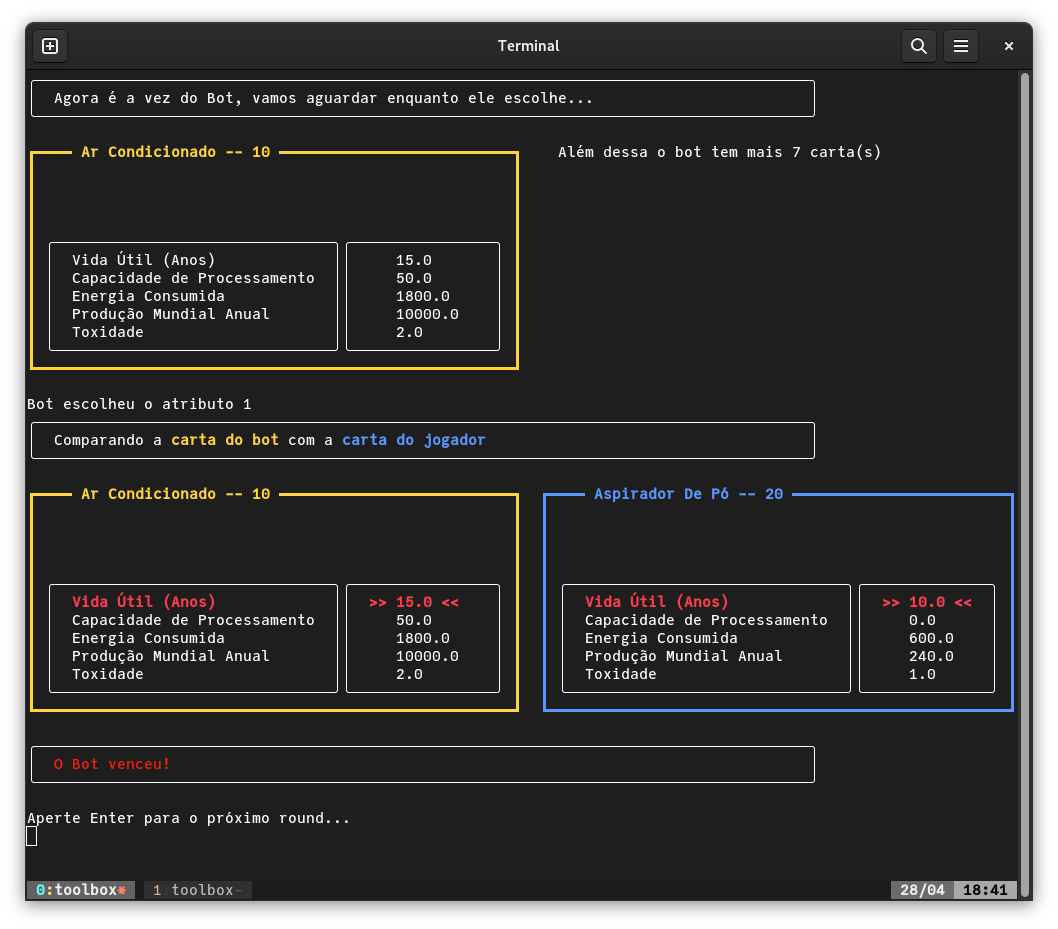 Terminal
Agora é a vez do Bot, vamos aguardar enquanto ele escolhe...
Ar Condicionado -- 10
Além dessa o bot tem mais 7 carta(s)
Vida Útil (Anos) 15.0
Capacidade de Processamento 50.0
Energia Consumida 1800.0
Produção Mundial Anual 10000.0
Toxidade 2.0
Bot escolheu o atributo 1
Comparando a carta do bot com a carta do jogador
Ar Condicionado -- 10
Vida Útil (Anos) >> 15.0 <<
Capacidade de Processamento 50.0
Energia Consumida 1800.0
Produção Mundial Anual 10000.0
Toxidade 2.0
Aspirador De Pó -- 20
Vida Útil (Anos) >> 10.0 <<
Capacidade de Processamento 0.0
Energia Consumida 600.0
Produção Mundial Anual 240.0
Toxidade 1.0
O Bot venceu!
Aperte Enter para o próximo round...
0:toolbox* 1 toolbox- 28/04 18:41